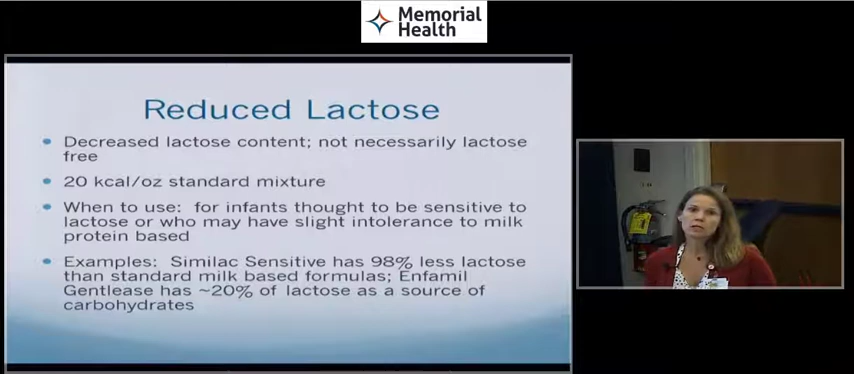 Memorial
Health
Reduced Lactose
Decreased lactose content; not necessarily lactose
free
20 kcal/oz standard mixture
When to use: for infants thought to be sensitive to
lactose or who may have slight intolerance to milk
protein based
Examples: Similac Sensitive has 98% less lactose
than standard milk based formulas; Enfamil
Gentlease has ~20% of lactose as a source of
carbohydrates